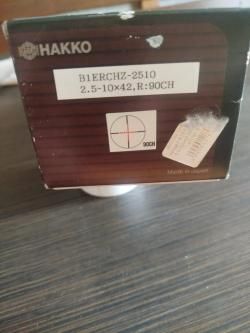 HAKKO
B1ERCHZ-2510
2.5-10×42,R:90CH
90CH
Made in Japan